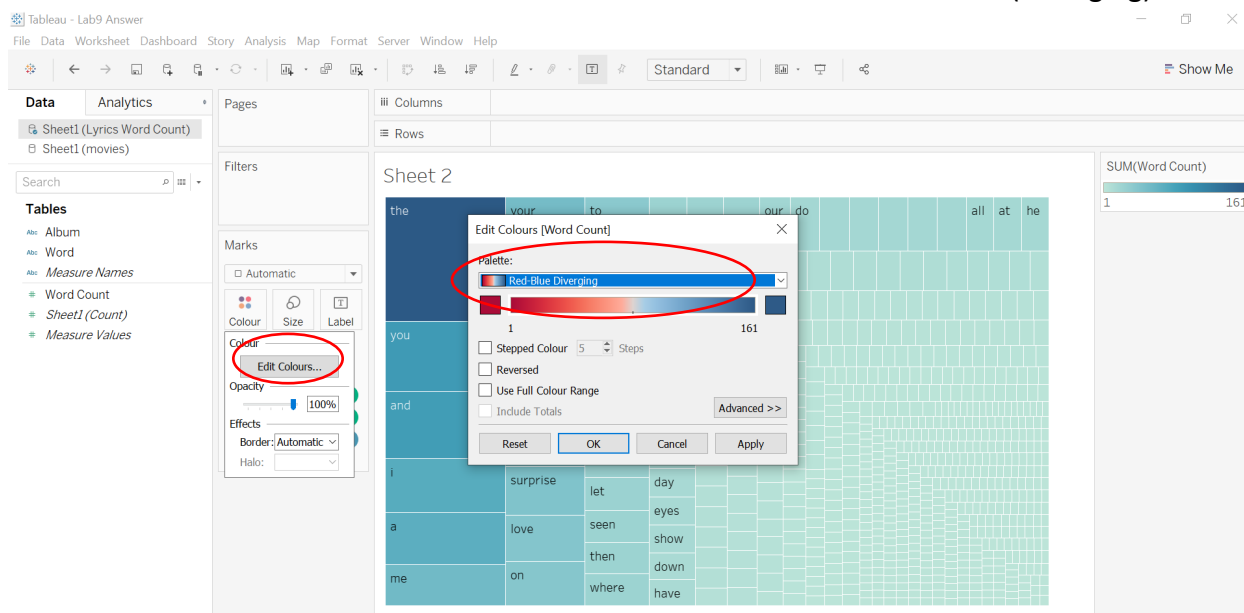 Tableau - Lab9 Answer
File Data Worksheet Dashboard Story Analysis Map Format Server Window Help
Standard
Show Me
Data Analytics
Pages
iii Columns
Sheet1 (Lyrics Word Count)
Rows
Sheet1 (movies)
Filters
Sheet 2
SUM(Word Count)
Search
1 161
Tables
the your to our do all at he
Abc Album
Edit Colours [Word Count]
Abc Word
Marks
Palette:
Abc Measure Names
Automatic
Red-Blue Diverging
# Word Count
# Sheet1 (Count)
Colour Size Label
1 161
# Measure Values
you
Colour
Stepped Colour 5 Steps
Edit Colours...
Reversed
Opacity
Use Full Colour Range
100%
and
Include Totals
Advanced >>
Effects
Border: Automatic
Reset OK Cancel Apply
Halo:
i
surprise
let
day
eyes
a
love
seen
show
then
down
me
on
where
have